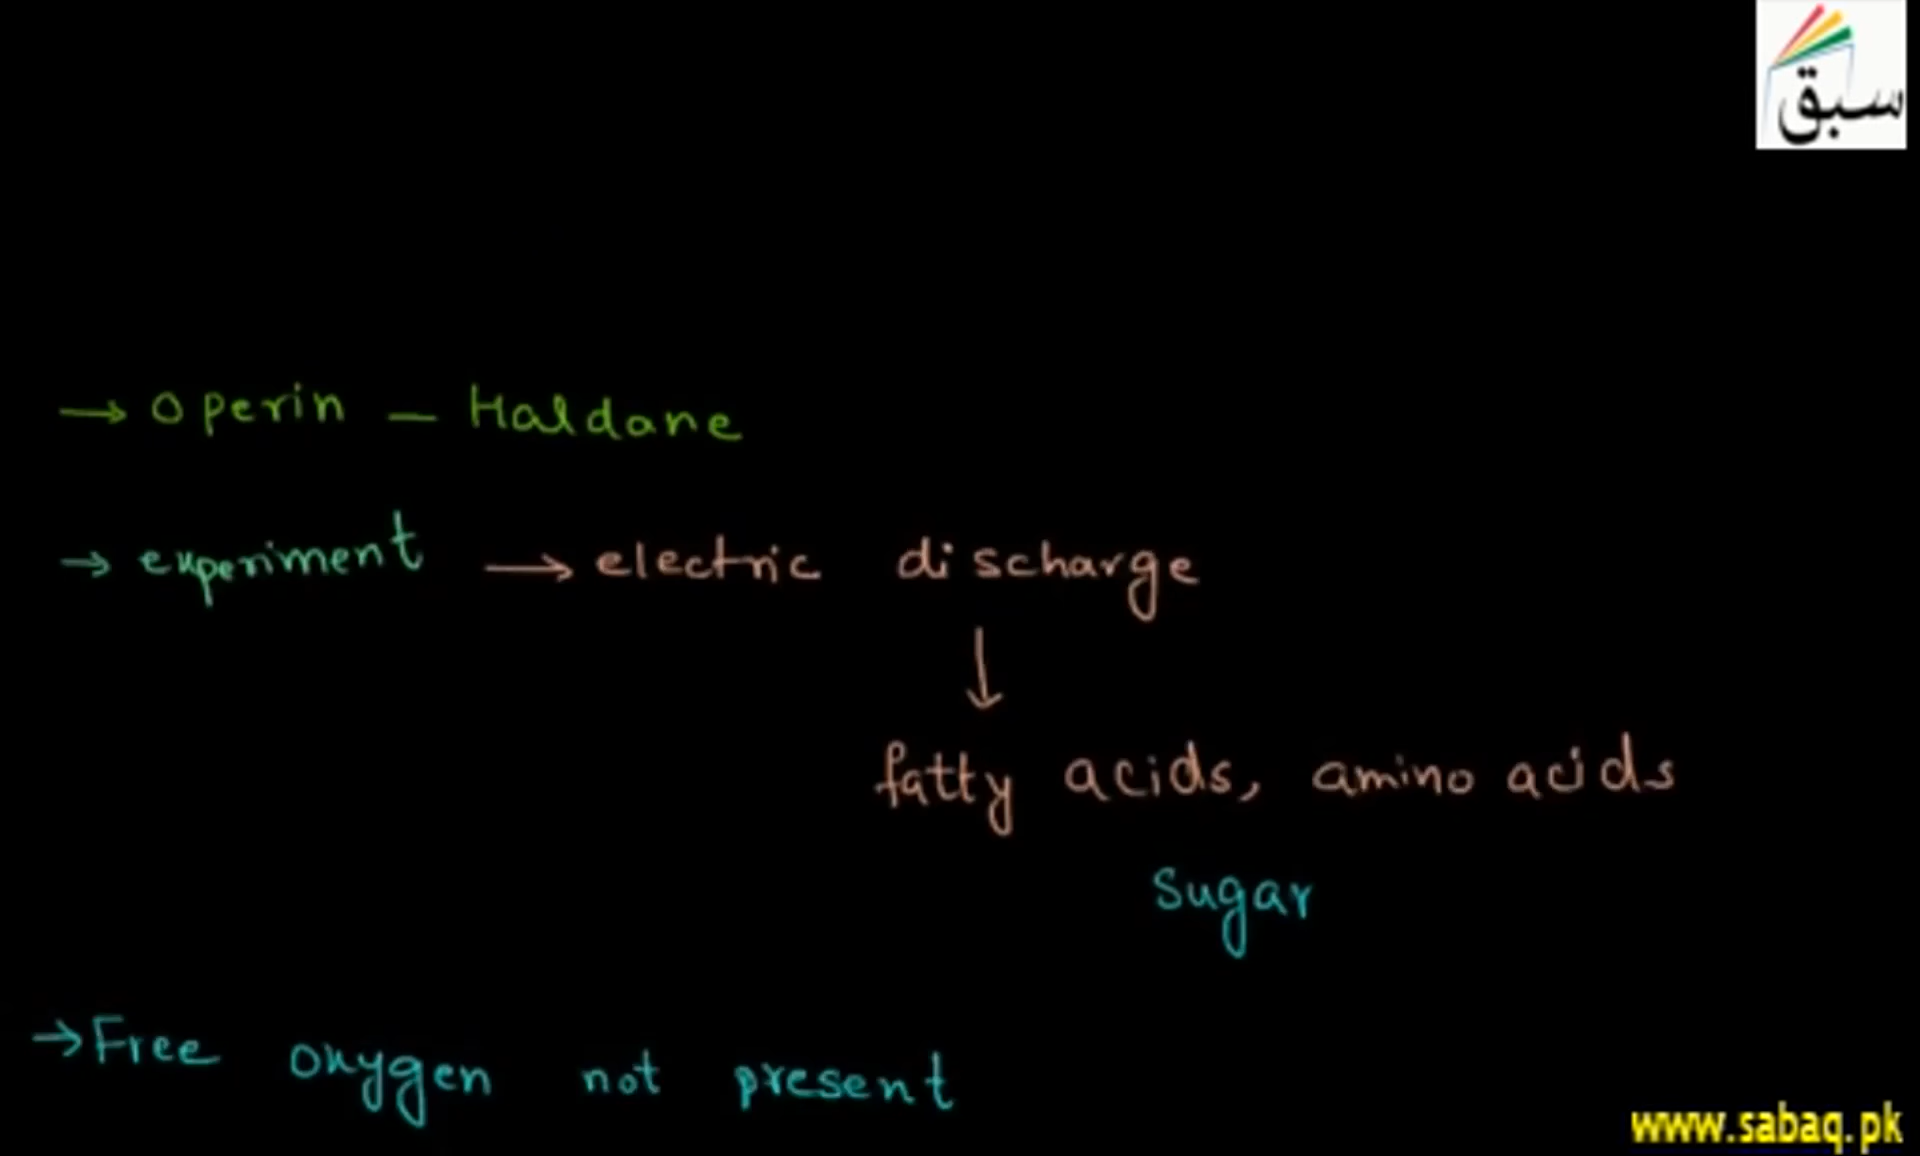 سبق
→ Operin – Haldane
→ experiment → electric discharge
↓
fatty acids, amino acids
Sugar
→ Free oxygen not present
www.sabaq.pk